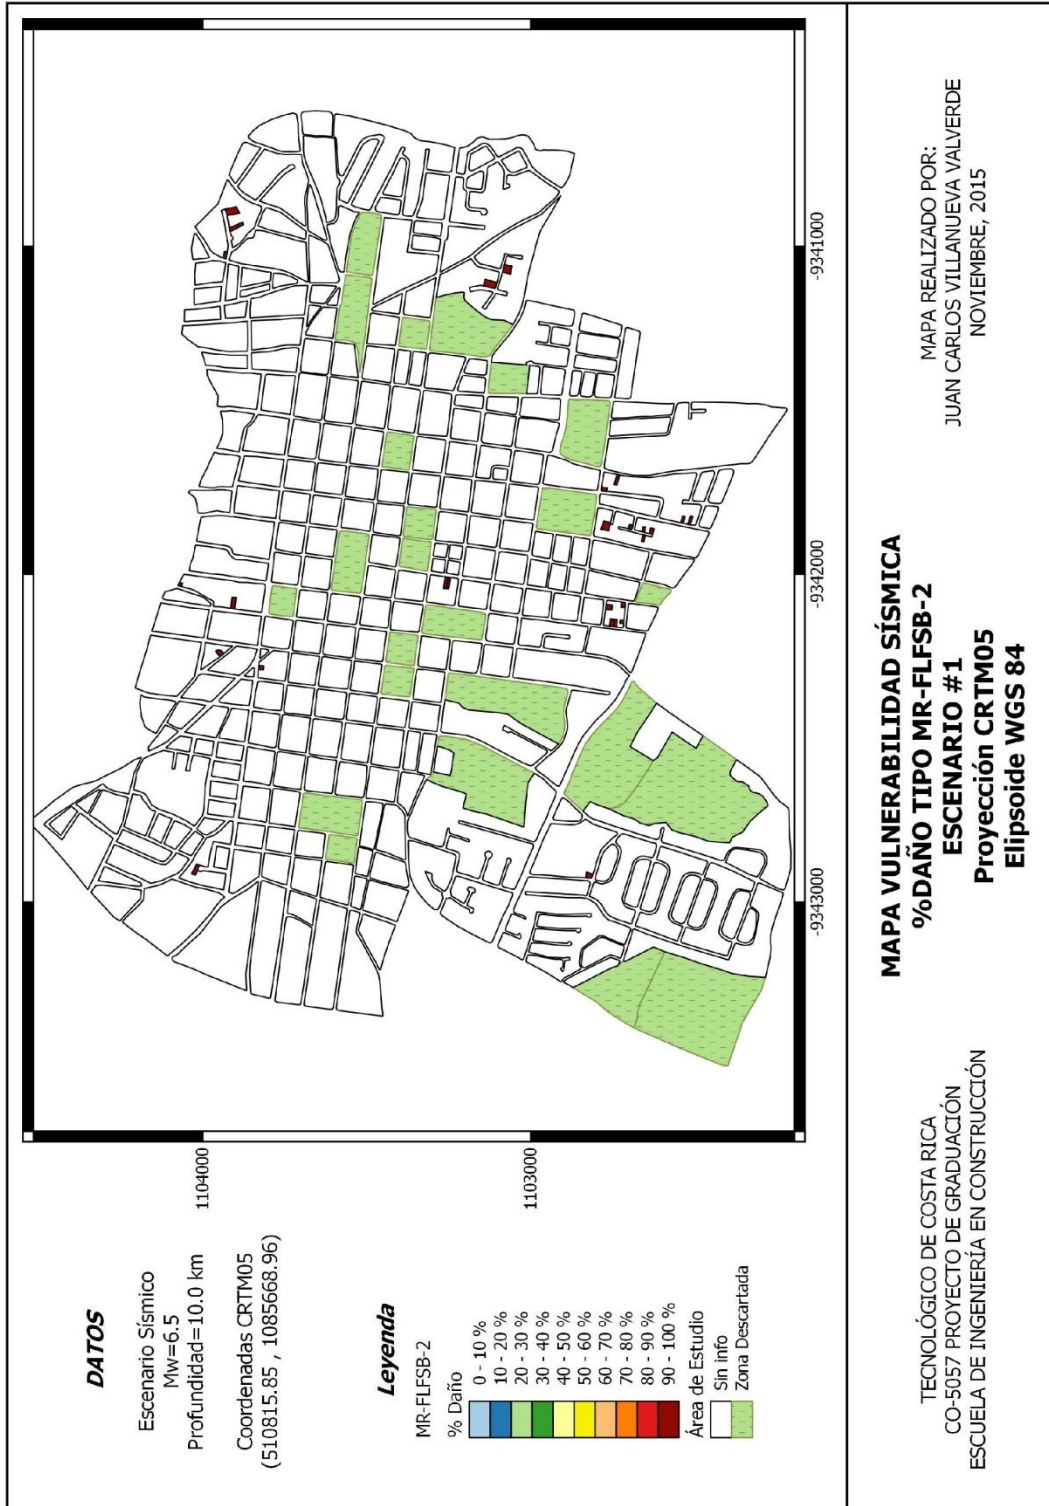 DATOS
Escenario Sísmico
Mw=6.5
Profundidad=10.0 km
Coordenadas CRTM05
(510815.85 , 1085668.96)
Leyenda
MR-FLFSB-2
% Daño
0 - 10 %
10 - 20 %
20 - 30 %
30 - 40 %
40 - 50 %
50 - 60 %
60 - 70 %
70 - 80 %
80 - 90 %
90 - 100 %
Área de Estudio
Sin info
Zona Descartada
1104000
1103000
-9343000
-9342000
-9341000
TECNOLÓGICO DE COSTA RICA
CO-5057 PROYECTO DE GRADUACIÓN
ESCUELA DE INGENIERÍA EN CONSTRUCCIÓN
MAPA VULNERABILIDAD SÍSMICA
%DAÑO TIPO MR-FLFSB-2
ESCENARIO #1
Proyección CRTM05
Elipsoide WGS 84
MAPA REALIZADO POR:
JUAN CARLOS VILLANUEVA VALVERDE
NOVIEMBRE, 2015